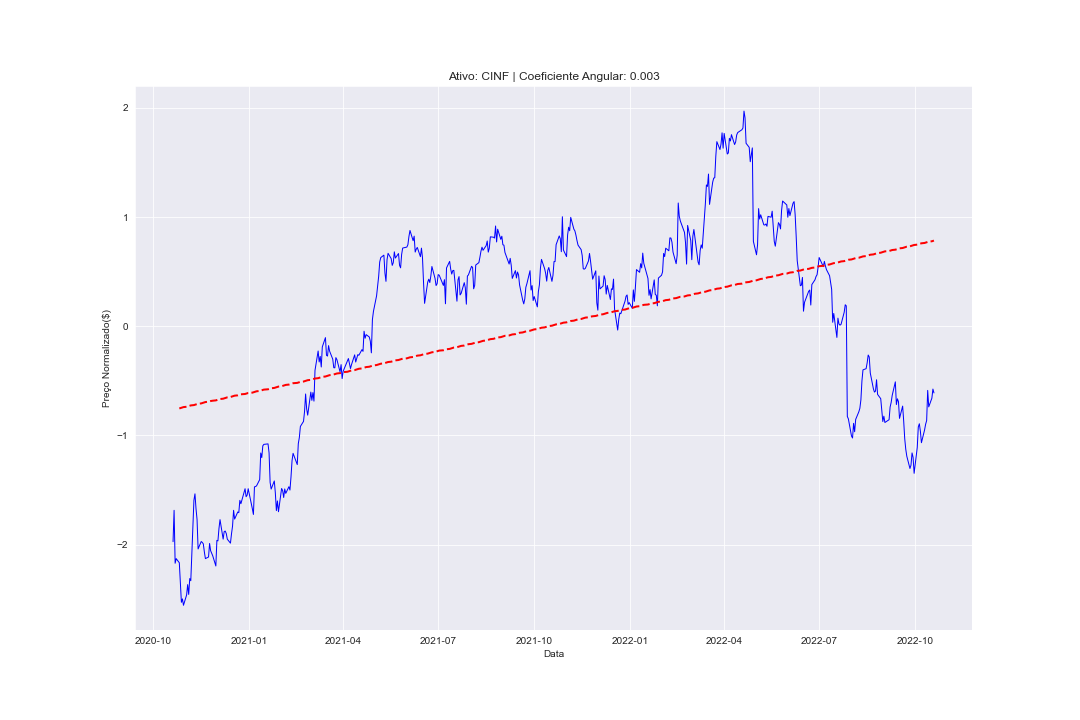 Ativo: CINF | Coeficiente Angular: 0.003
Preço Normalizado($)
2
1
0
−1
−2
2020-10 2021-01 2021-04 2021-07 2021-10 2022-01 2022-04 2022-07 2022-10
Data